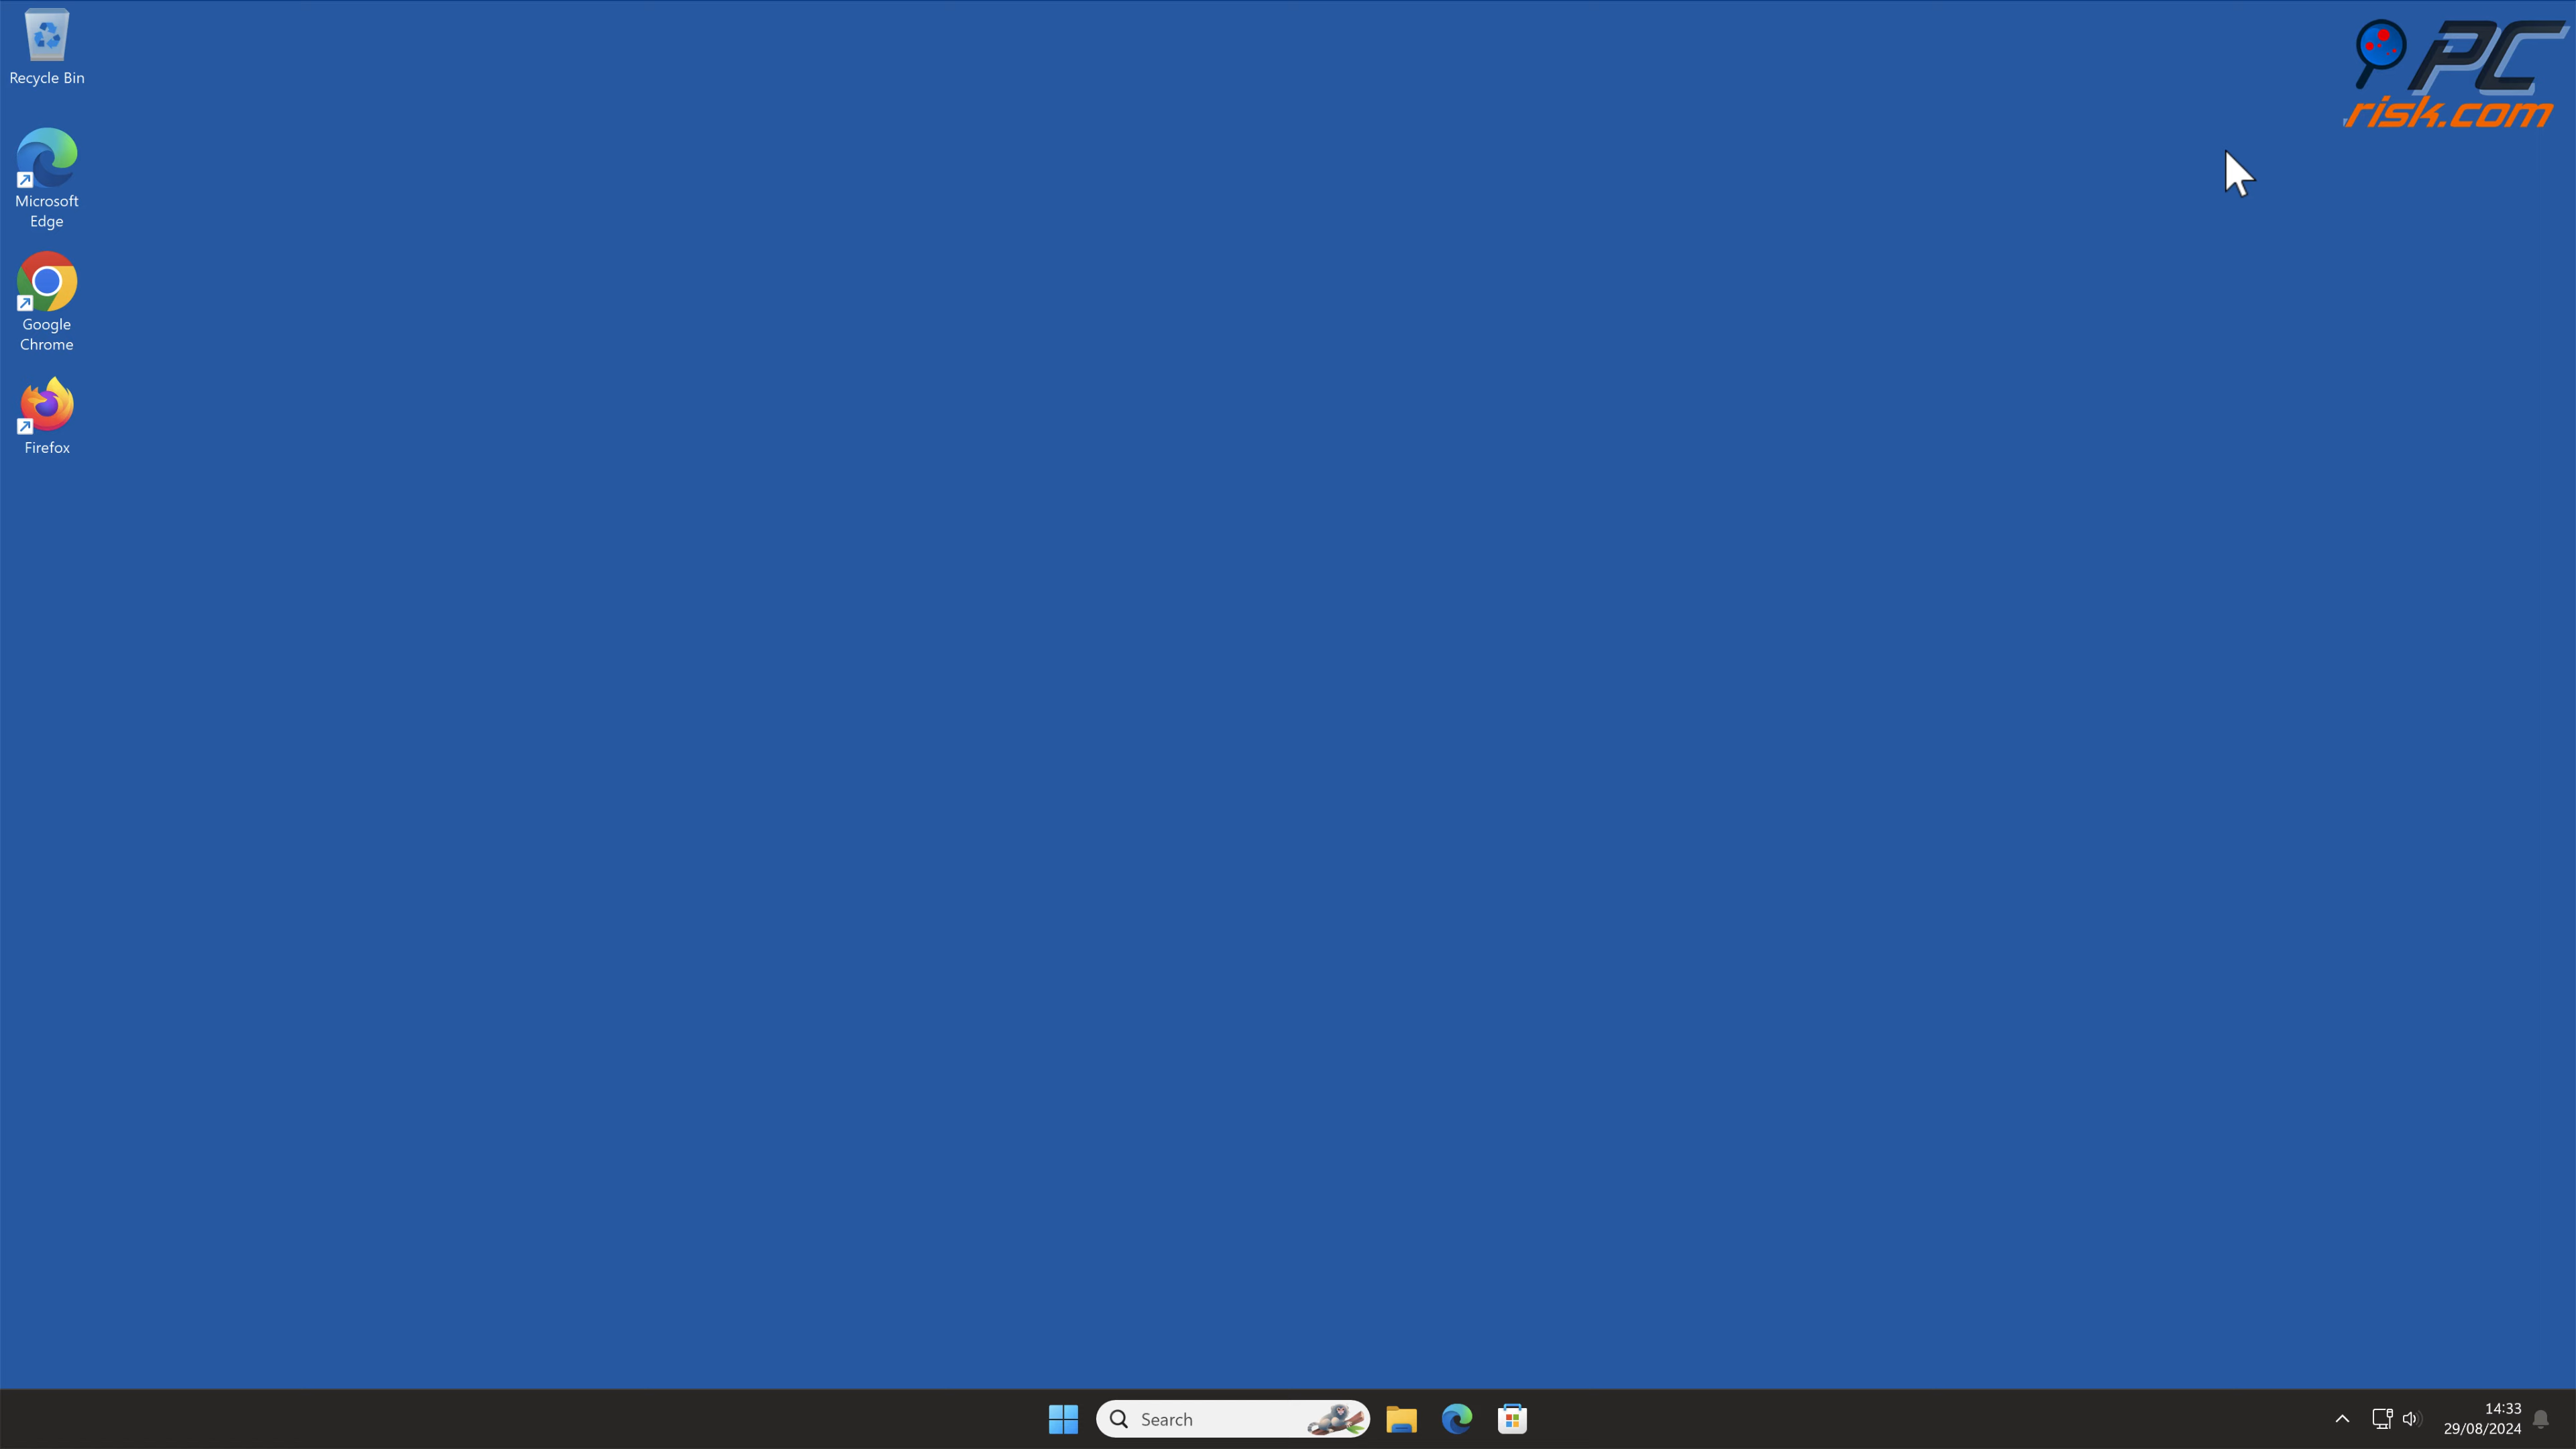 Recycle Bin
PC
risk.com
Microsoft
Edge
Google
Chrome
Firefox
Search
14:33
29/08/2024